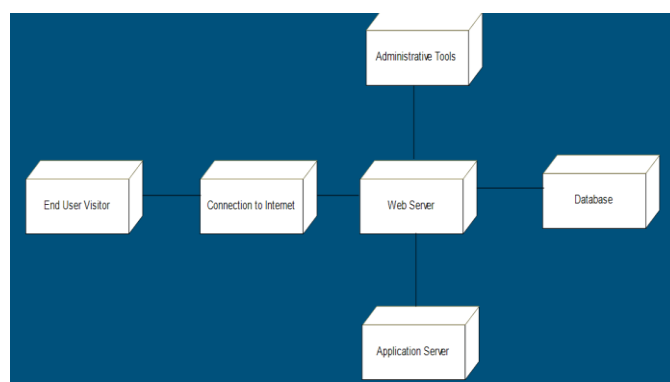 Administrative Tools
End User Visitor
Connection to Internet
Web Server
Database
Application Server